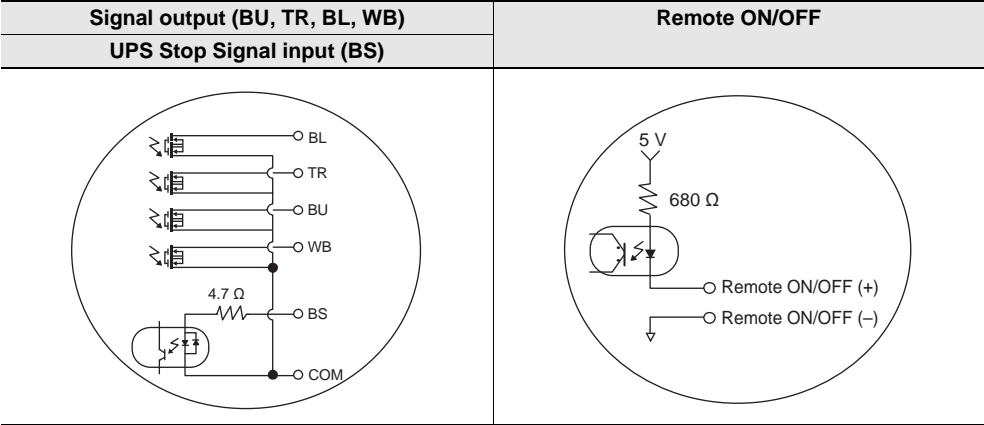 Signal output (BU, TR, BL, WB)
UPS Stop Signal input (BS)
Remote ON/OFF
BL
TR
BU
WB
4.7 Ω
BS
COM
5 V
680 Ω
Remote ON/OFF (+)
Remote ON/OFF (–)